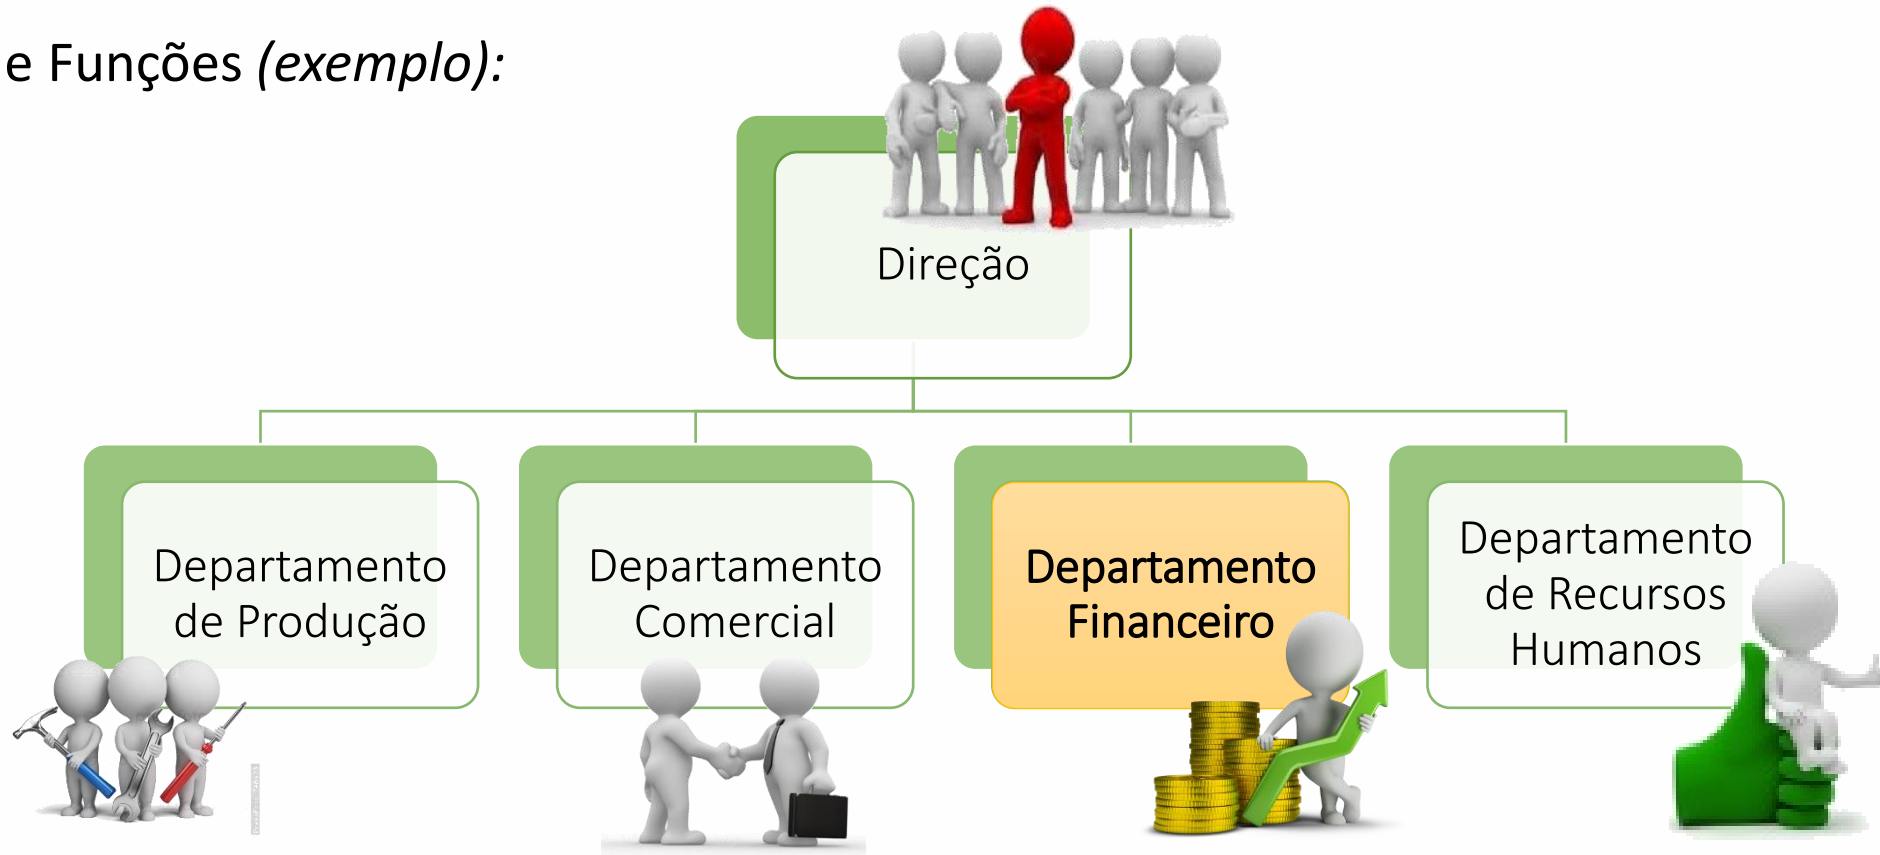 e Funções (exemplo):
Direção
Departamento
de Produção
Departamento
Comercial
Departamento
Financeiro
Departamento
de Recursos
Humanos